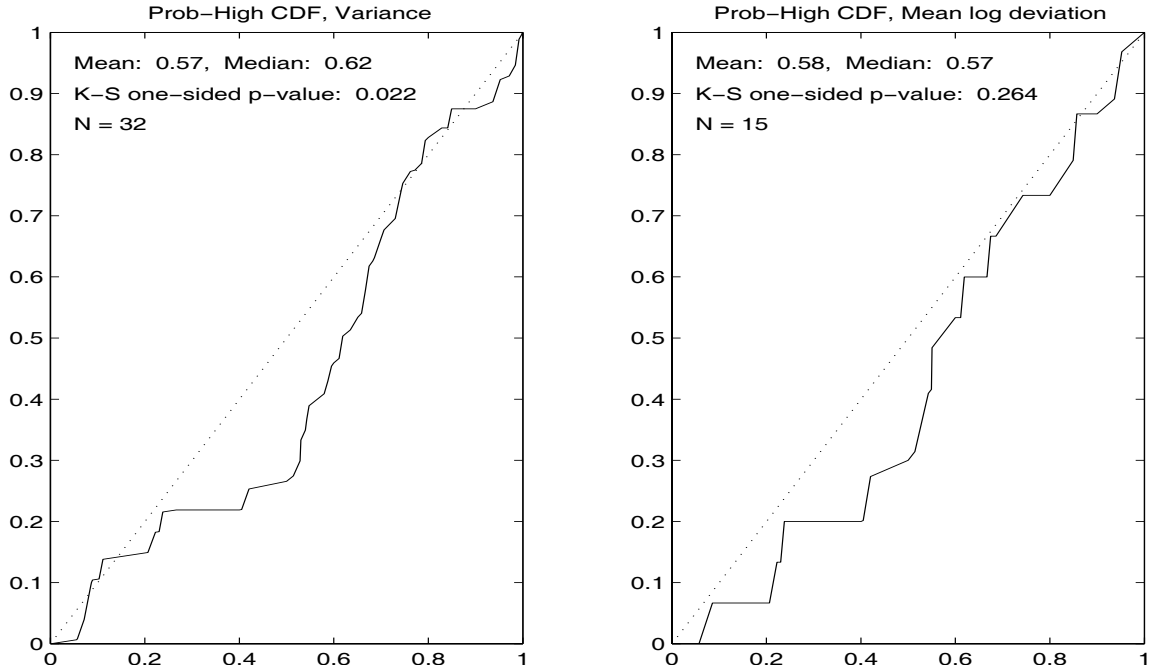 Prob-High CDF, Variance
Mean: 0.57, Median: 0.62
K-S one-sided p-value: 0.022
N = 32
1
0.9
0.8
0.7
0.6
0.5
0.4
0.3
0.2
0.1
0
0 0.2 0.4 0.6 0.8 1
Prob-High CDF, Mean log deviation
Mean: 0.58, Median: 0.57
K-S one-sided p-value: 0.264
N = 15
1
0.9
0.8
0.7
0.6
0.5
0.4
0.3
0.2
0.1
0
0 0.2 0.4 0.6 0.8 1